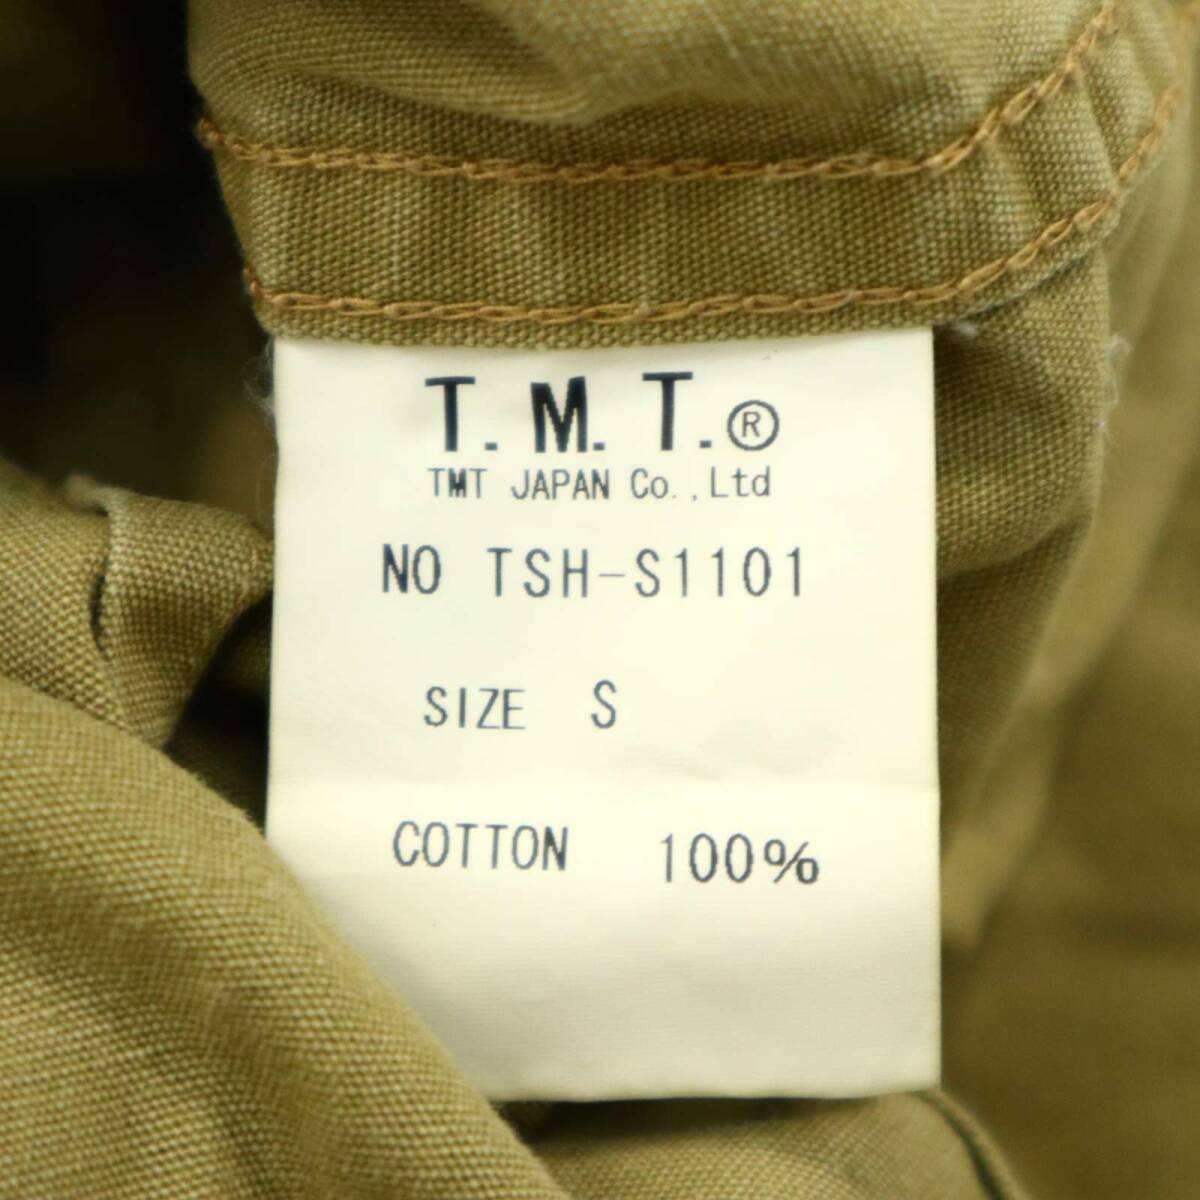 T.M.T.®
TMT JAPAN Co.,Ltd
NO TSH-S1101
SIZE S
COTTON 100%